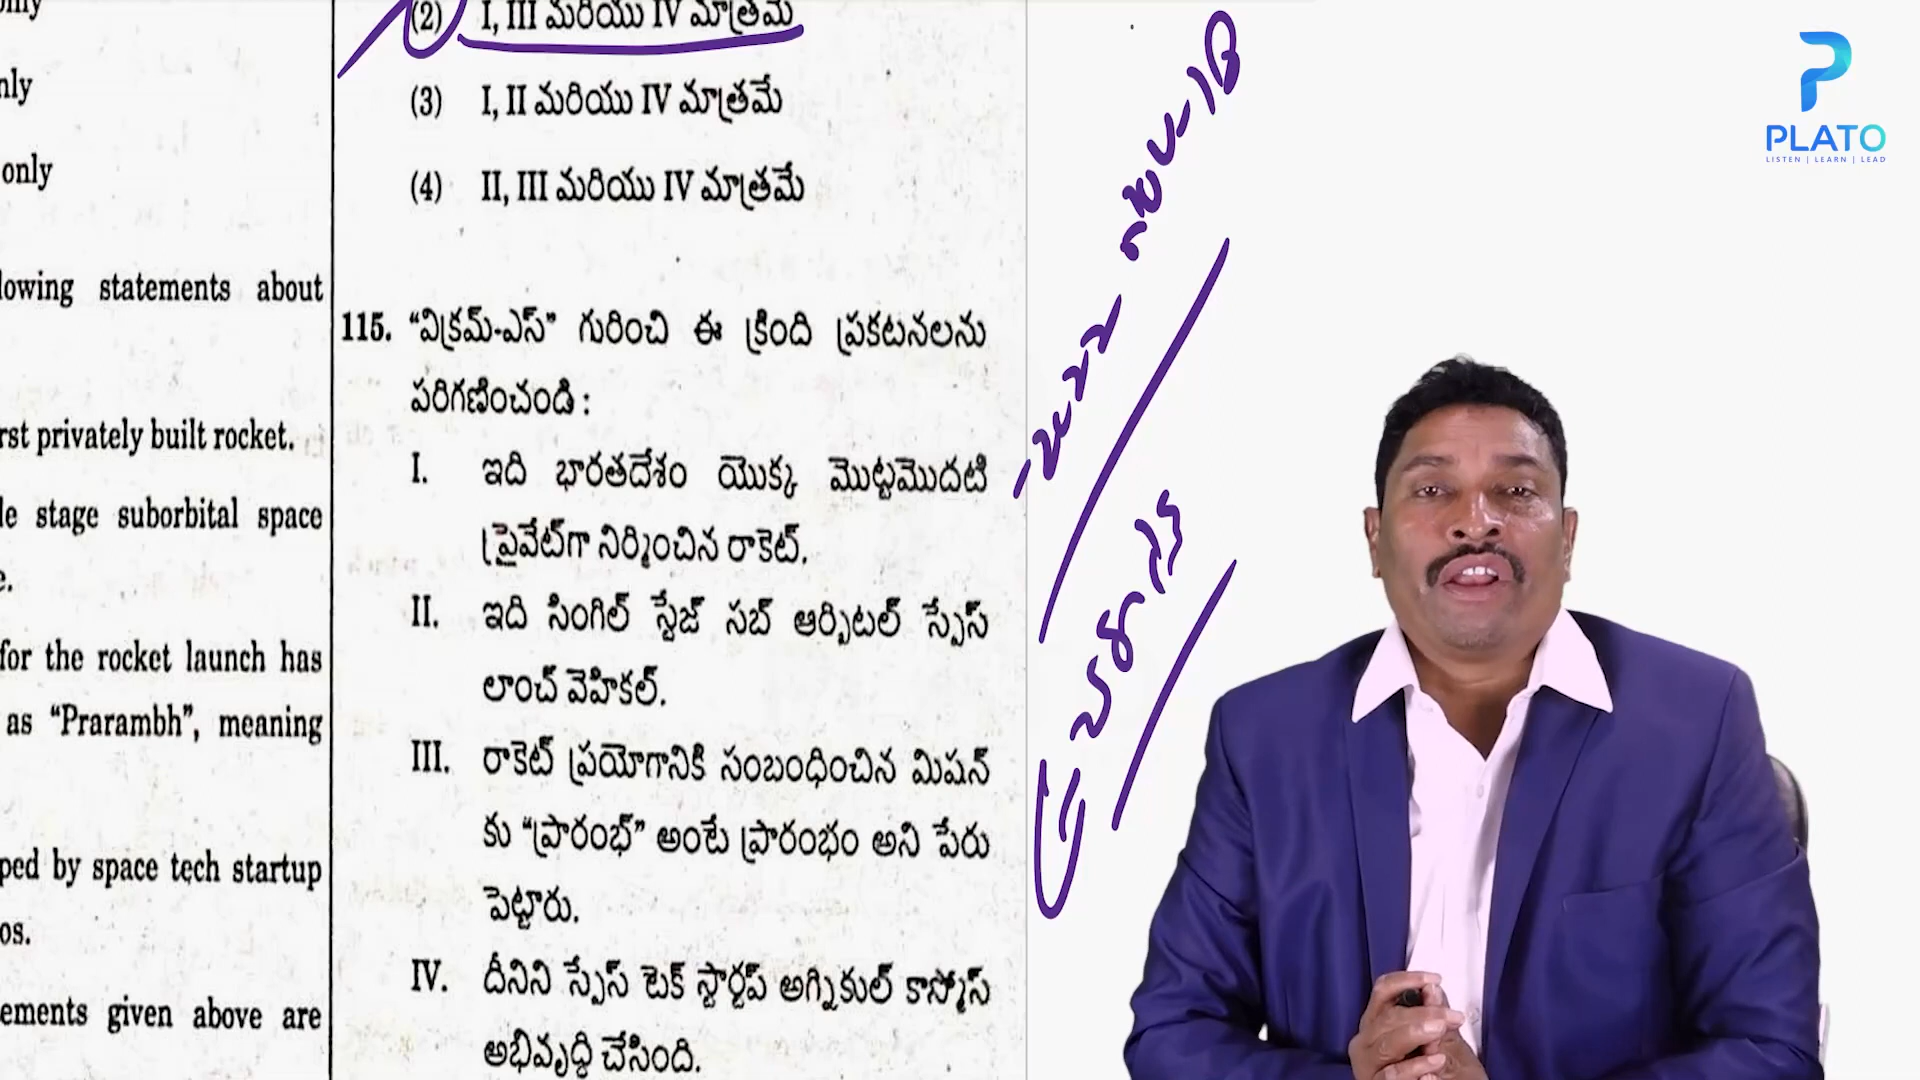 only
only
lowing statements about
rst privately built rocket.
le stage suborbital space
e.
for the rocket launch has
as “Prarambh”, meaning
ped by space tech startup
os.
ements given above are
(2) I, III మరియు IV మాత్రమే
(3) I, II మరియు IV మాత్రమే
(4) II, III మరియు IV మాత్రమే
115. “విక్రమ్-ఎస్” గురించి ఈ క్రింది ప్రకటనలను
పరిగణించండి :
I. ఇది భారతదేశం యొక్క మొట్టమొదటి
ప్రైవేట్‌గా నిర్మించిన రాకెట్.
II. ఇది సింగిల్ స్టేజ్ సబ్ ఆర్బిటల్ స్పేస్
లాంచ్ వెహికల్.
III. రాకెట్ ప్రయోగానికి సంబంధించిన మిషన్
కు “ప్రారంభ్” అంటే ప్రారంభం అని పేరు
పెట్టారు.
IV. దీనిని స్పేస్ టెక్ స్టార్టప్ అగ్నికుల్ కాస్మోస్
అభివృద్ధి చేసింది.
PLATO
LISTEN | LEARN | LEAD